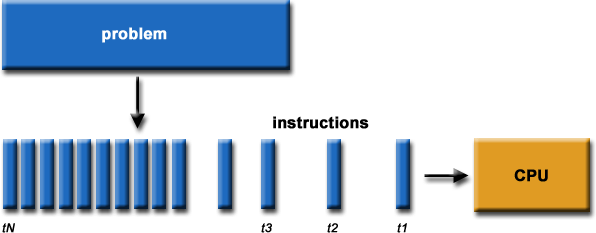 problem
instructions
CPU
tN t3 t2 t1